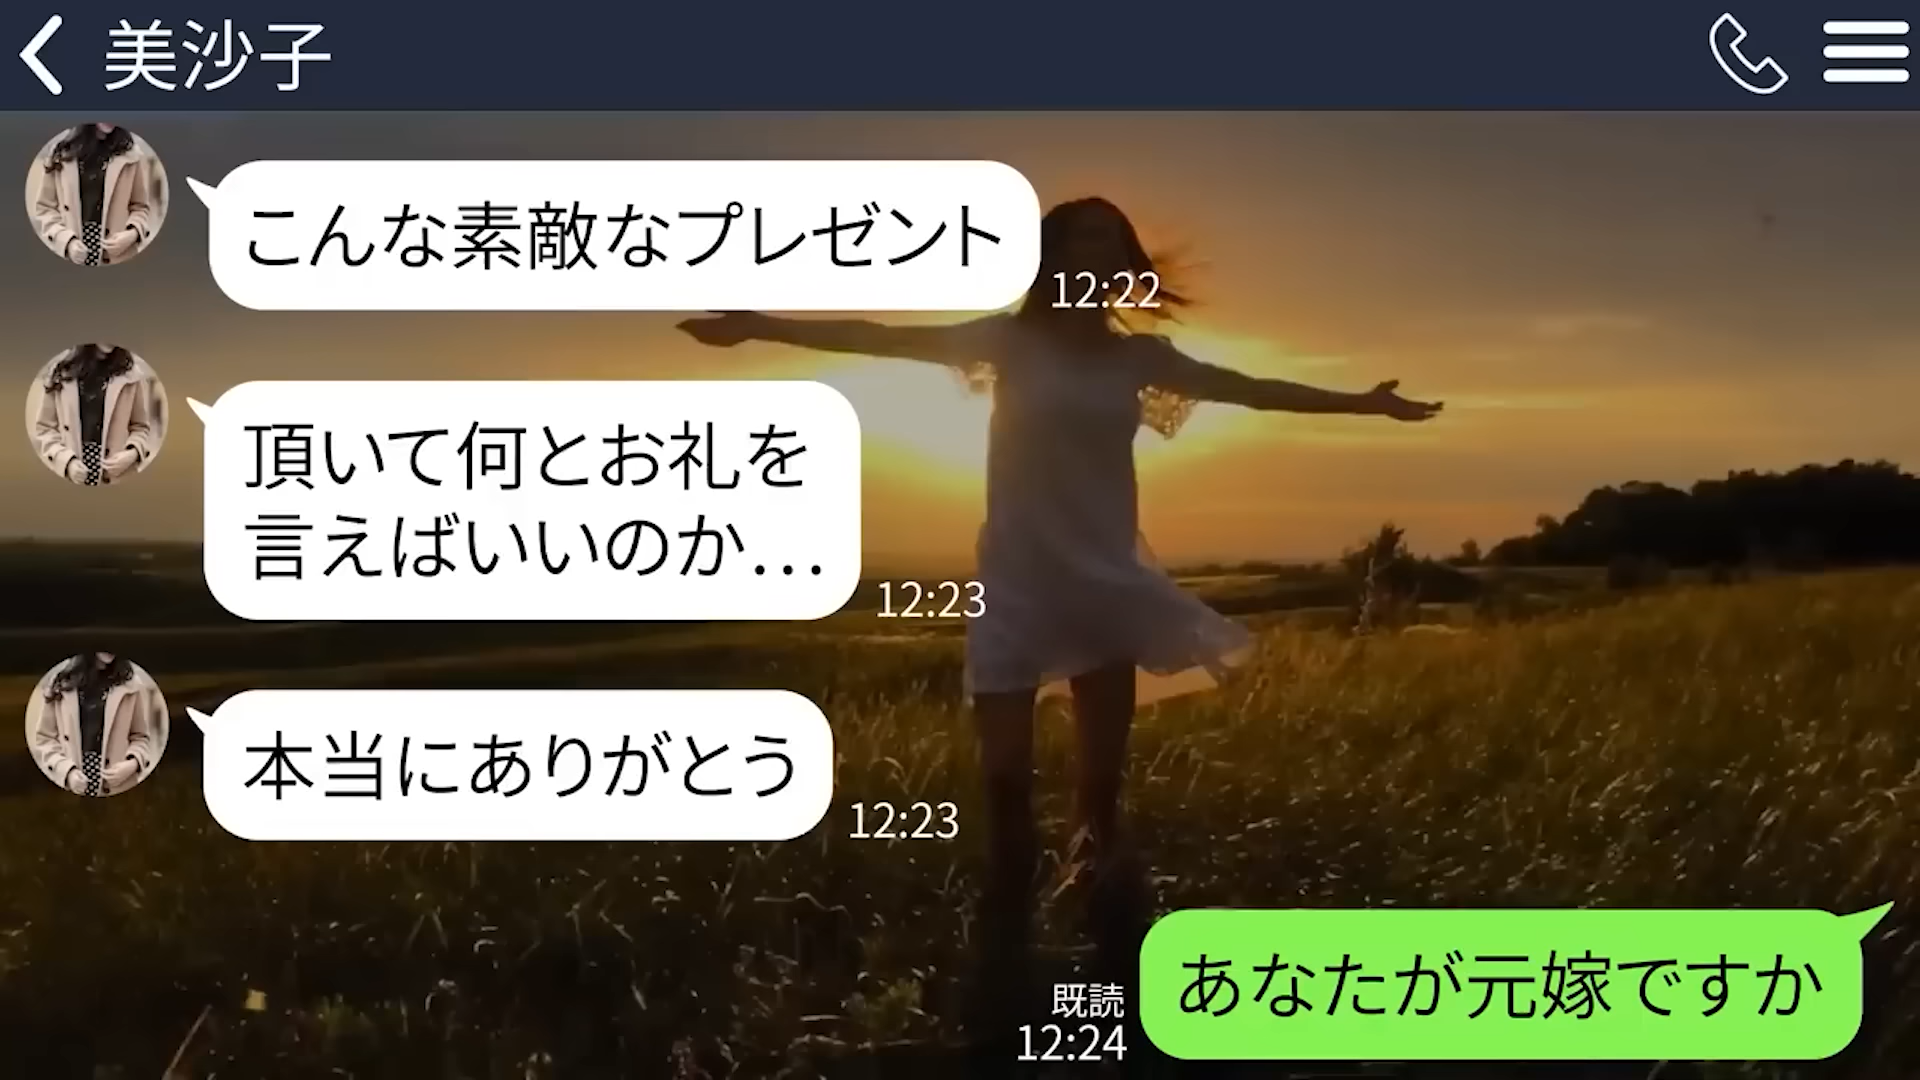 美沙子
こんな素敵なプレゼント
12:22
頂いて何とお礼を
言えばいいのか…
12:23
本当にありがとう
12:23
あなたが元嫁ですか
既読
12:24